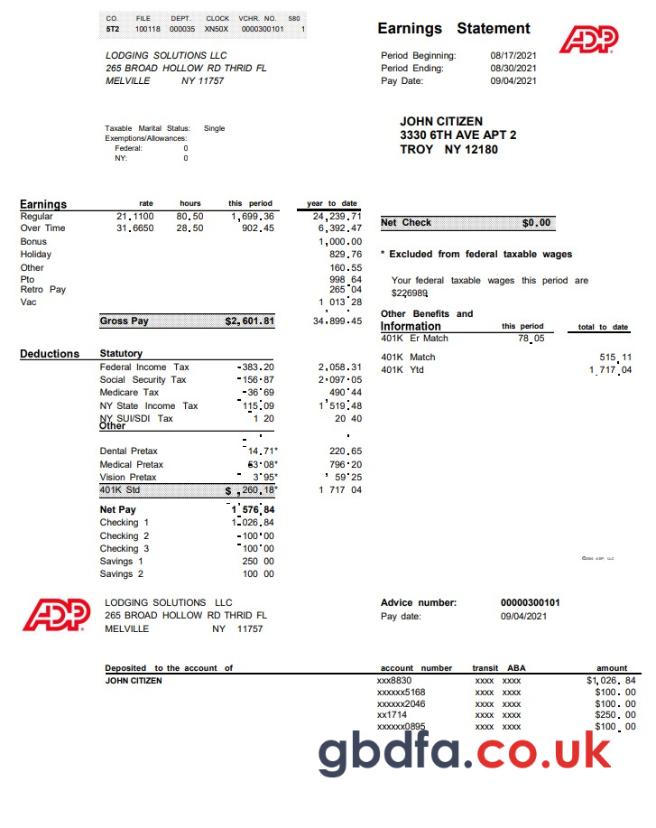 CO. FILE DEPT. CLOCK VCHR. NO. 580
5T2 100118 000035 XN50X 0000300101 1
Earnings Statement
ADP
LODGING SOLUTIONS LLC
265 BROAD HOLLOW RD THRID FL
MELVILLE NY 11757
Period Beginning: 08/17/2021
Period Ending: 08/30/2021
Pay Date: 09/04/2021
Taxable Marital Status: Single
Exemptions/Allowances:
Federal: 0
NY: 0
JOHN CITIZEN
3330 6TH AVE APT 2
TROY NY 12180
Earnings rate hours this period year to date
Regular 21.1100 80.50 1,699.36 24,239.71
Over Time 31.6650 28.50 902.45 6,392.47
Bonus 1,000.00
Holiday 829.76
Other 160.55
Pto 998 64
Retro Pay 265 04
Vac 1 013 28
Gross Pay $2,601.81 34,899.45
Net Check $0.00
* Excluded from federal taxable wages
Your federal taxable wages this period are
$226989
Other Benefits and
Information this period total to date
401K Er Match 78.05
401K Match 515.11
401K Ytd 1,717.04
Deductions Statutory
Federal Income Tax -383.20 2,058.31
Social Security Tax -156.87 2.097.05
Medicare Tax -36.69 490.44
NY State Income Tax 115.09 1,519.48
NY SUI/SDI Tax 1 20 20 40
Other
Dental Pretax 14.71* 220.65
Medical Pretax 63.08* 796.20
Vision Pretax 3.95* 59.25
401K Std $ 260.18* 1 717 04
Net Pay 1 576.84
Checking 1 1-026.84
Checking 2 -100.00
Checking 3 100.00
Savings 1 250 00
Savings 2 100 00
ADP
LODGING SOLUTIONS LLC
265 BROAD HOLLOW RD THRID FL
MELVILLE NY 11757
Advice number: 00000300101
Pay date: 09/04/2021
Deposited to the account of account number transit ABA amount
JOHN CITIZEN xxx8830 xxxx xxxx $1,026.84
xxxxxx5168 xxxx xxxx $100.00
xxxxxx2046 xxxx xxxx $100.00
xx1714 xxxx xxxx $250.00
xxxxxx0895 xxxx xxxx $100.00
gbdfa.co.uk